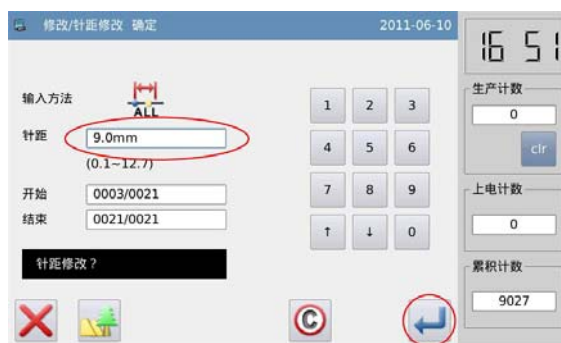 修改/针距修改 确定 2011-06-10
16 51
输入方法 ALL
针距 9.0mm
(0.1~12.7)
开始 0003/0021
结束 0021/0021
针距修改？
1 2 3
4 5 6
7 8 9
↑ ↓ 0
C
生产计数
0
clr
上电计数
0
累积计数
9027